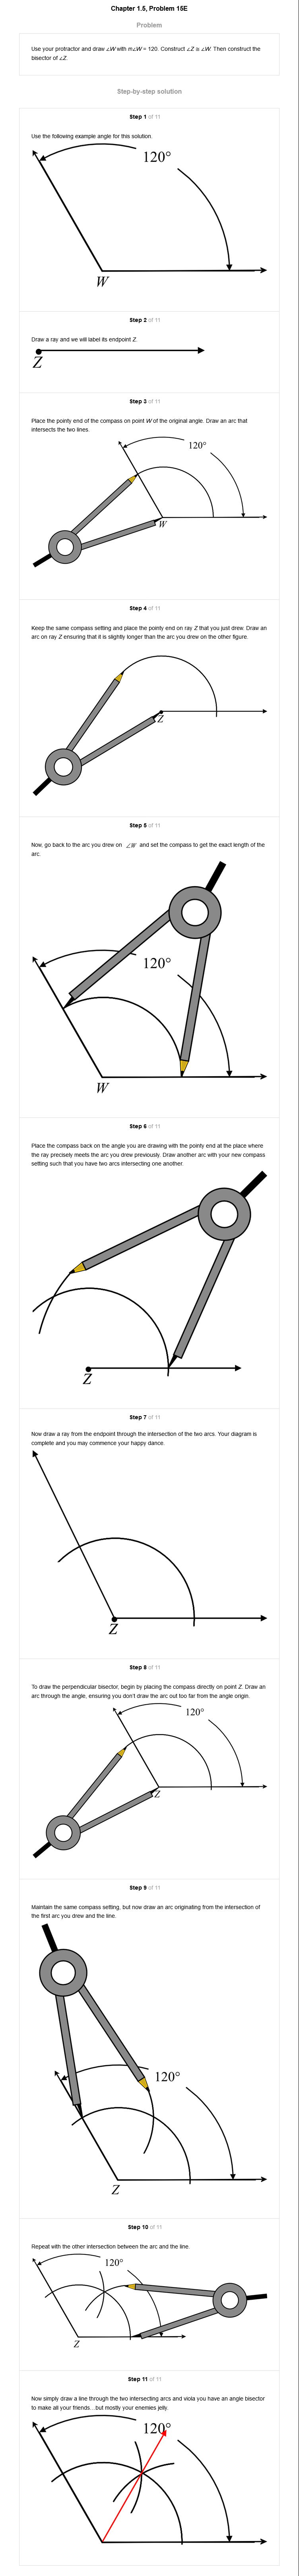 Chapter 1.5, Problem 15E
Problem
Use your protractor and draw ∠W with m∠W = 120. Construct ∠Z ≅ ∠W. Then construct the
bisector of ∠Z.
Step-by-step solution
Step 1 of 11
Use the following example angle for this solution.
120°
W
Step 2 of 11
Draw a ray and we will label its endpoint Z.
Z
Step 3 of 11
Place the pointy end of the compass on point W of the original angle. Draw an arc that
intersects the two lines.
120°
W
Step 4 of 11
Keep the same compass setting and place the pointy end on ray Z that you just drew. Draw an
arc on ray Z ensuring that it is slightly longer than the arc you drew on the other figure.
Z
Step 5 of 11
Now, go back to the arc you drew on ∠W and set the compass to get the exact length of the
arc.
120°
W
Step 6 of 11
Place the compass back on the angle you are drawing with the pointy end at the place where
the ray precisely meets the arc you drew previously. Draw another arc with your new compass
setting such that you have two arcs intersecting one another.
Z
Step 7 of 11
Now draw a ray from the endpoint through the intersection of the two arcs. Your diagram is
complete and you may commence your happy dance.
Z
Step 8 of 11
To draw the perpendicular bisector, begin by placing the compass directly on point Z. Draw an
arc through the angle, ensuring you don't draw the arc out too far from the angle origin.
120°
Z
Step 9 of 11
Maintain the same compass setting, but now draw an arc originating from the intersection of
the first arc you drew and the line.
120°
Z
Step 10 of 11
Repeat with the other intersection between the arc and the line.
120°
Z
Step 11 of 11
Now simply draw a line through the two intersecting arcs and viola you have an angle bisector
to make all your friends... but mostly your enemies jelly.
120°